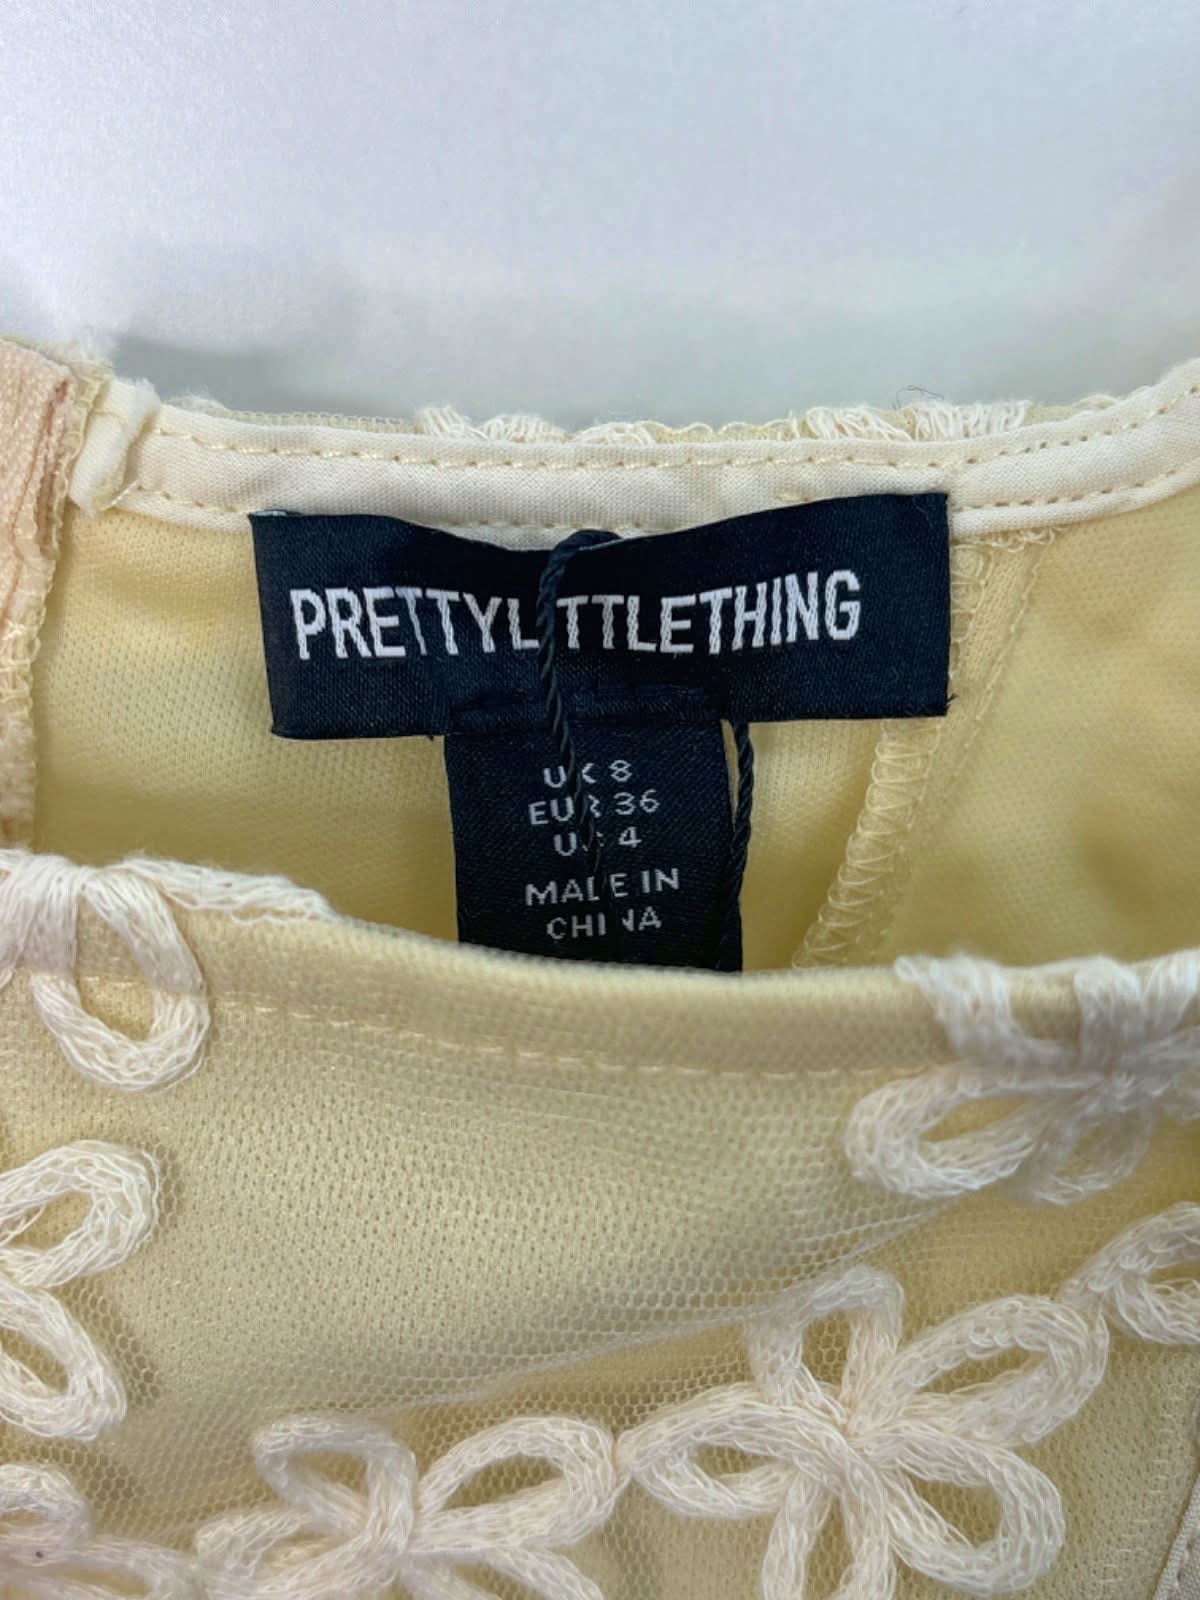 PRETTYLITTLETHING
UK 8
EUR 36
US 4
MADE IN
CHINA